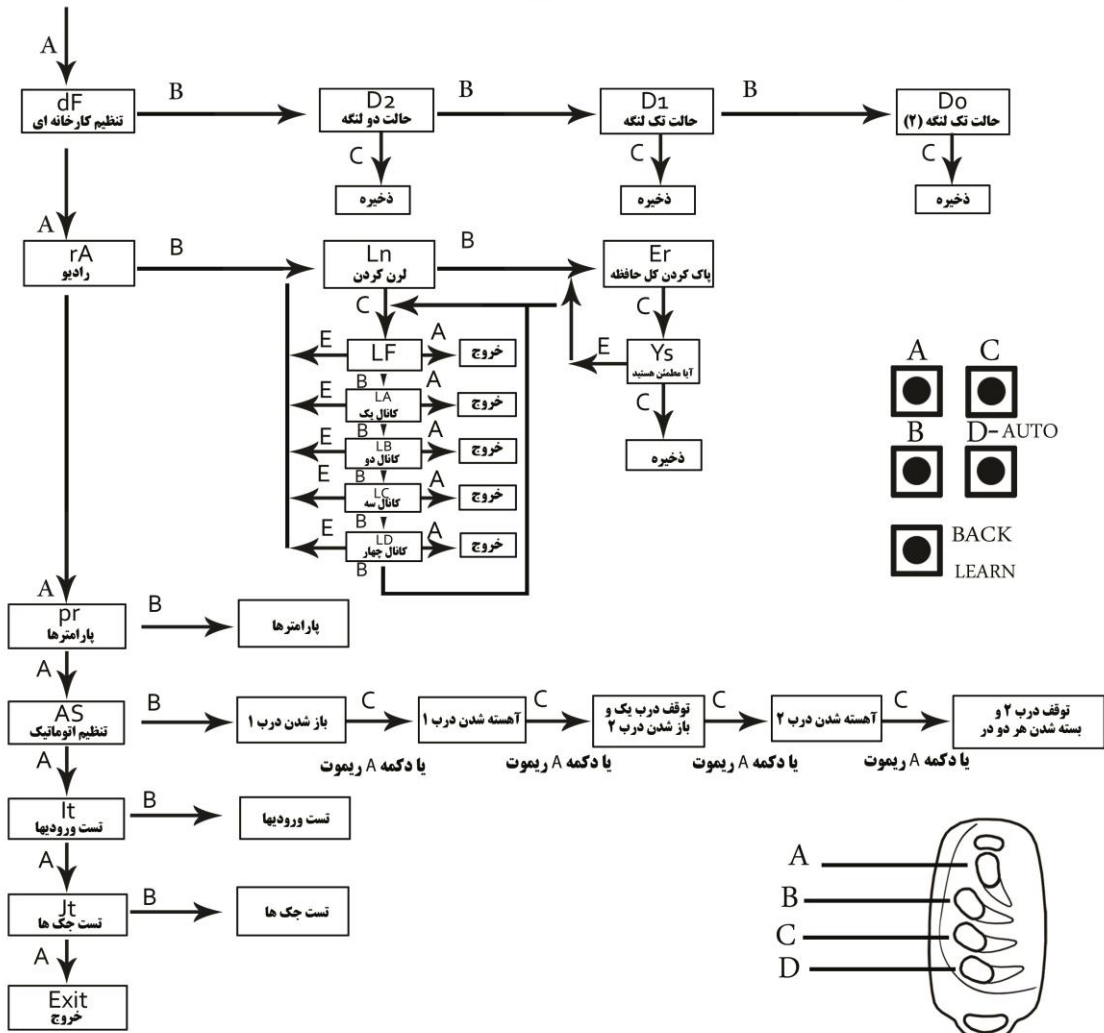 A
dF
تنظیم کارخانه ای
B
D2
حالت دو لنگه
B
D1
حالت تک لنگه
B
Do
حالت تک لنگه (۲)
C
ذخیره
C
ذخیره
C
ذخیره
A
rA
رادیو
B
Ln
لرن کردن
B
Er
پاک کردن کل حافظه
C
C
E
LF
A
خروج
E
Ys
آیا مطمئن هستید
C
ذخیره
B
E
LA
کانال یک
A
خروج
B
E
LB
کانال دو
A
خروج
B
E
LC
کانال سه
A
خروج
B
E
LD
کانال چهار
A
خروج
B
A
C
B
D-AUTO
BACK
LEARN
A
pr
پارامترها
B
پارامترها
A
AS
تنظیم اتوماتیک
B
باز شدن درب 1
C
آهسته شدن درب 1
C
توقف درب یک و
باز شدن درب 2
C
آهسته شدن درب ۲
C
توقف درب ۲ و
بسته شدن هر دو در
یا دکمه A ریموت
یا دکمه A ریموت
یا دکمه A ریموت
یا دکمه A ریموت
A
It
تست ورودیها
B
تست ورودیها
A
Jt
تست جک ها
B
تست جک ها
A
Exit
خروج
A
B
C
D